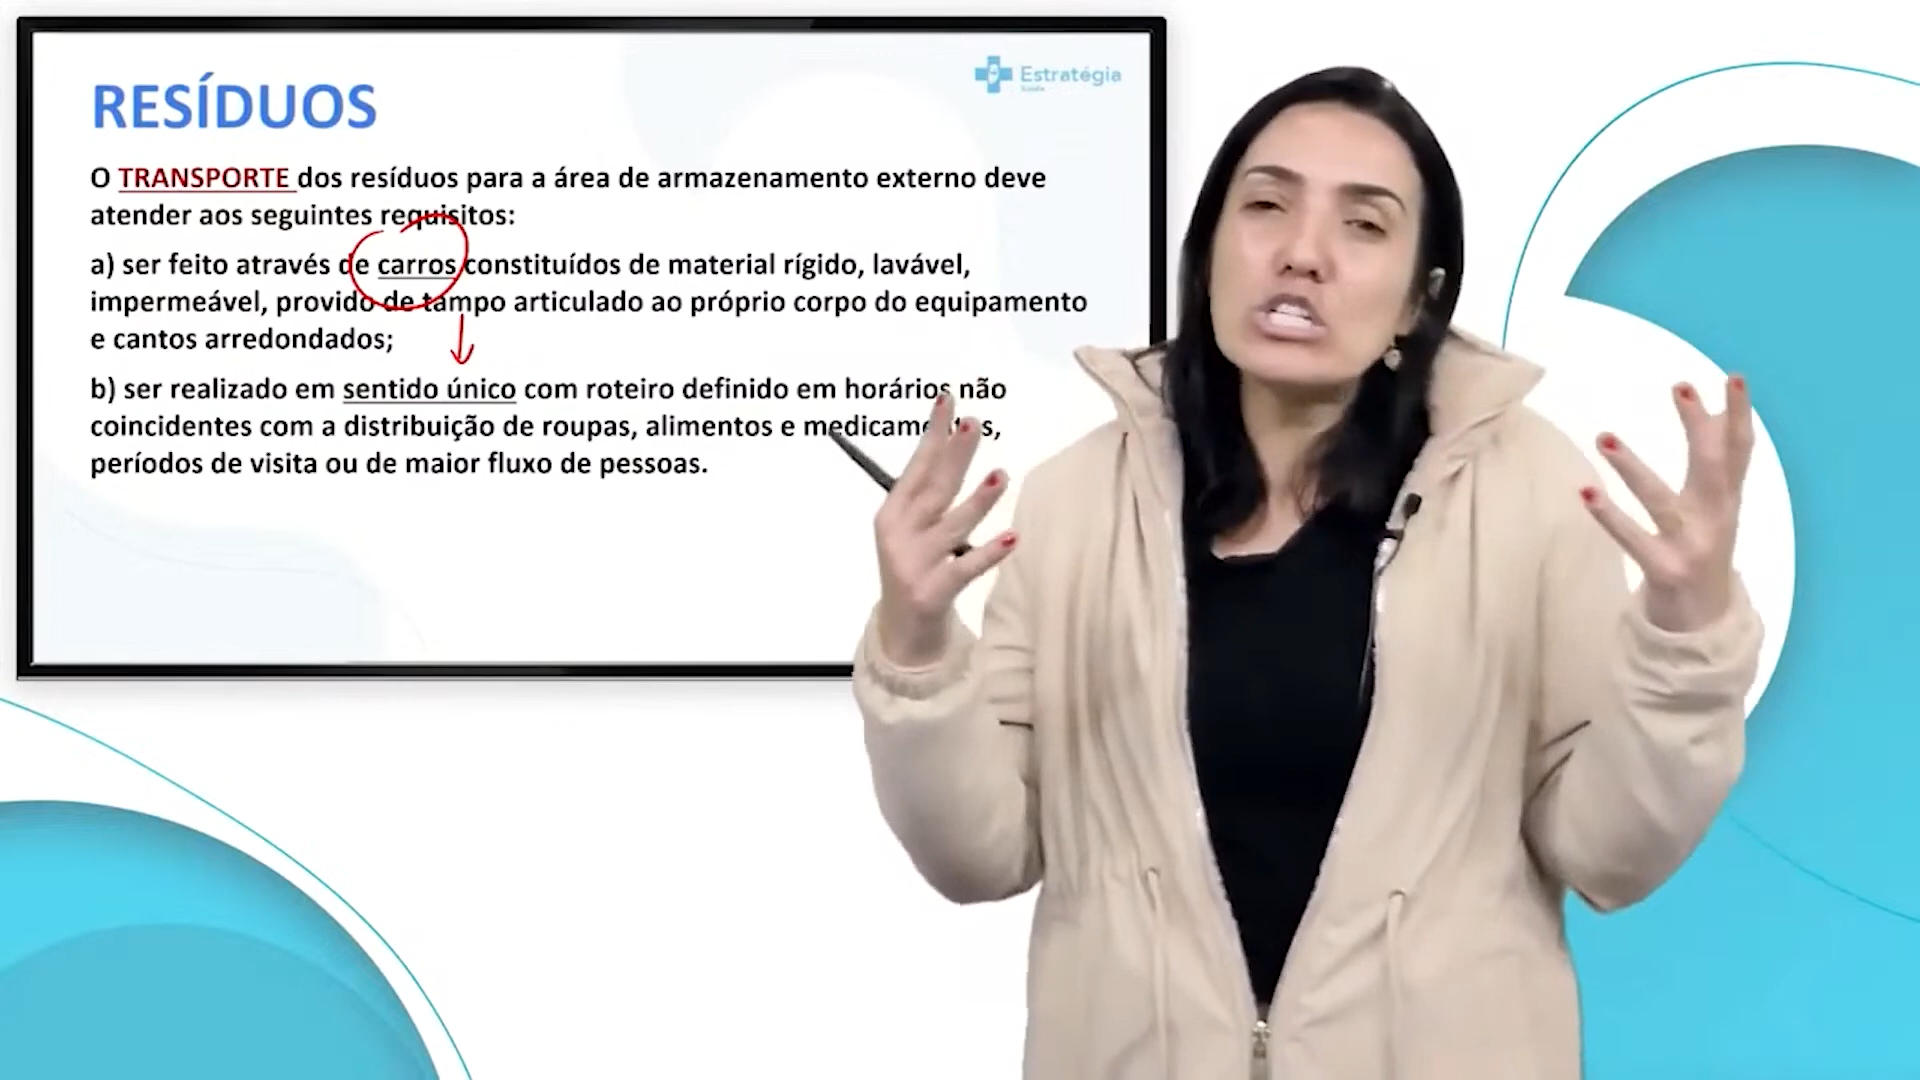 Estratégia
Saúde
RESÍDUOS
O TRANSPORTE dos resíduos para a área de armazenamento externo deve
atender aos seguintes requisitos:
a) ser feito através de carros constituídos de material rígido, lavável,
impermeável, provido de tampo articulado ao próprio corpo do equipamento
e cantos arredondados;
b) ser realizado em sentido único com roteiro definido em horários não
coincidentes com a distribuição de roupas, alimentos e medicamentos,
períodos de visita ou de maior fluxo de pessoas.